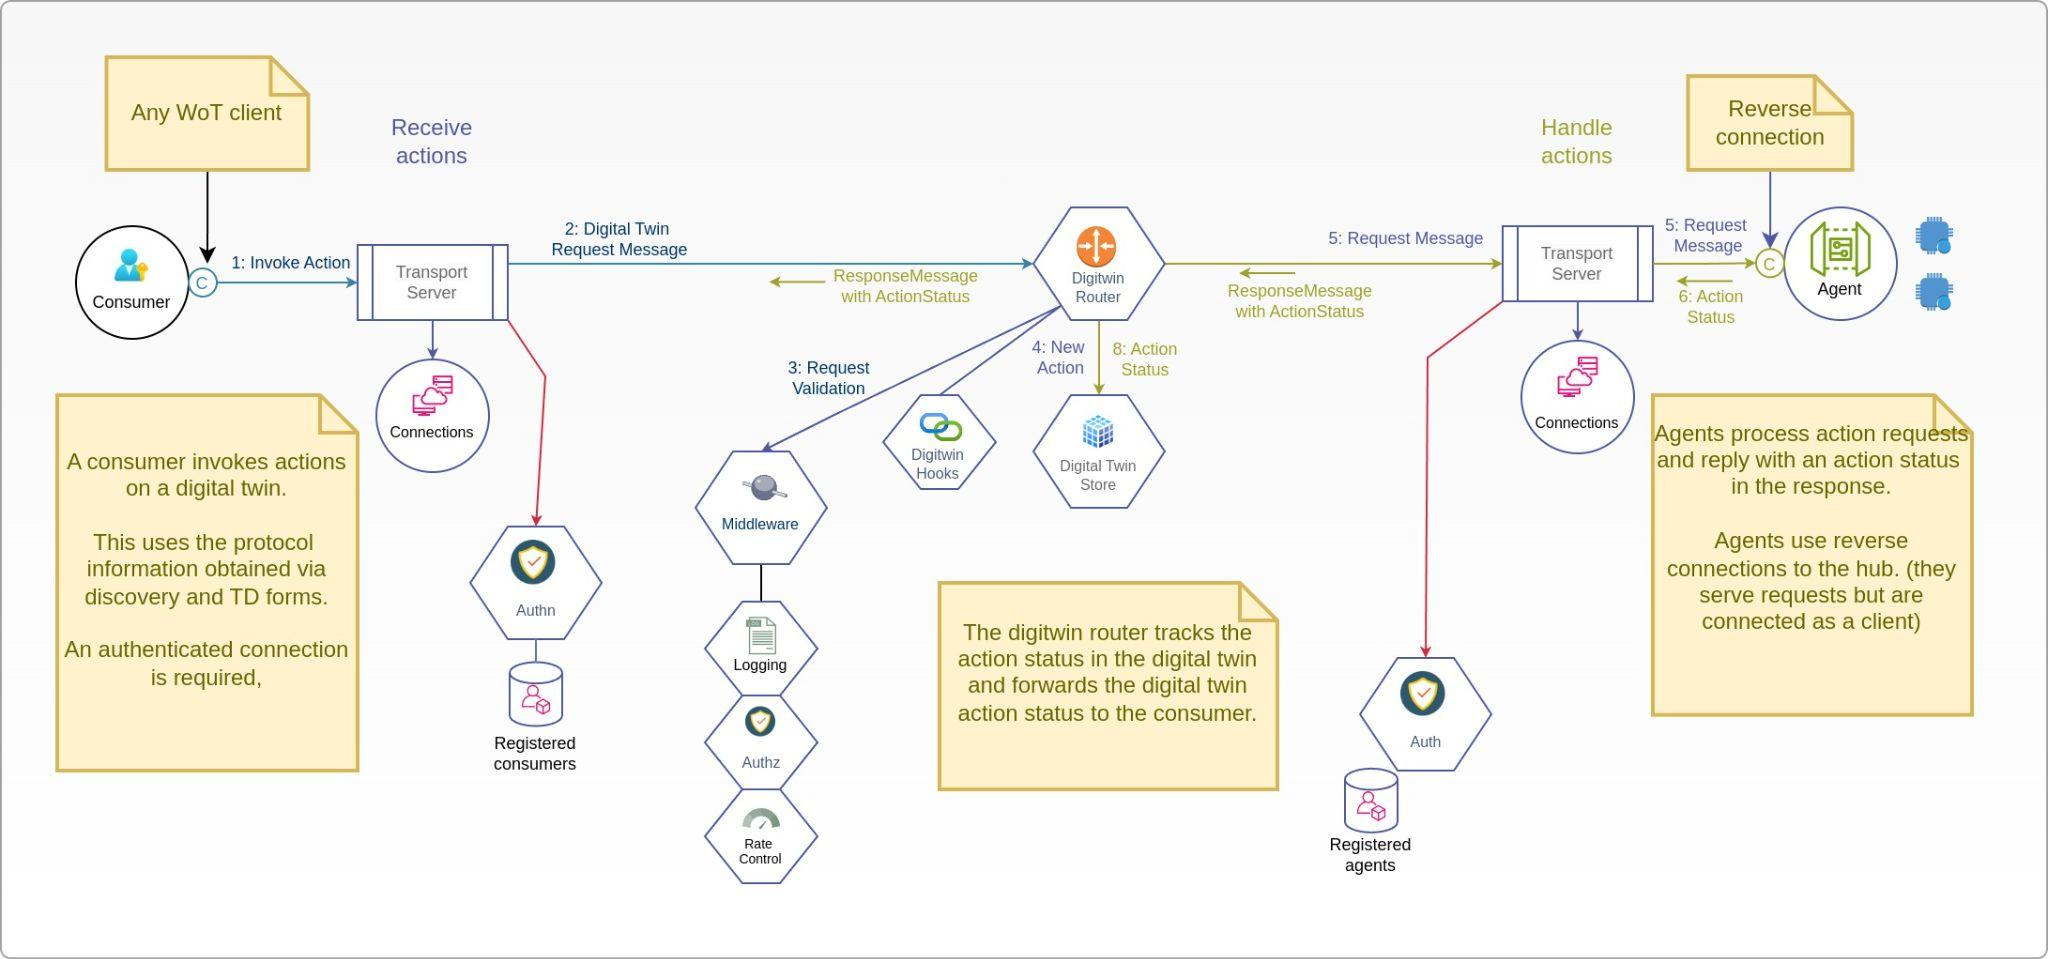 Any WoT client
Receive
actions
Handle
actions
Reverse
connection
Consumer
C
1: Invoke Action
Transport
Server
2: Digital Twin
Request Message
ResponseMessage
with ActionStatus
Digitwin
Router
5: Request Message
ResponseMessage
with ActionStatus
Transport
Server
5: Request
Message
6: Action
Status
C
Agent
Connections
3: Request
Validation
4: New
Action
8: Action
Status
Digitwin
Hooks
Digital Twin
Store
Connections
A consumer invokes actions
on a digital twin.
This uses the protocol
information obtained via
discovery and TD forms.
An authenticated connection
is required,
Authn
Registered
consumers
Middleware
LOG
Logging
Authz
Rate
Control
The digitwin router tracks the
action status in the digital twin
and forwards the digital twin
action status to the consumer.
Auth
Registered
agents
Agents process action requests
and reply with an action status
in the response.
Agents use reverse
connections to the hub. (they
serve requests but are
connected as a client)